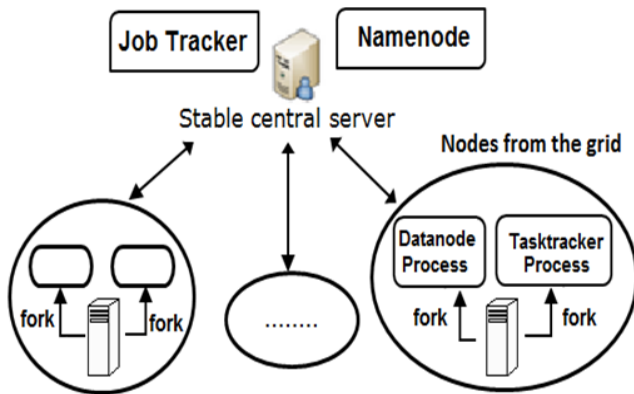 Job Tracker
Namenode
Stable central server
Nodes from the grid
Datanode
Process
Tasktracker
Process
fork
fork
........
fork
fork